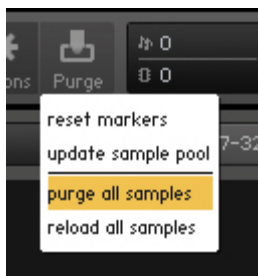 ons Purge
0
0
reset markers
update sample pool
7-32
purge all samples
reload all samples